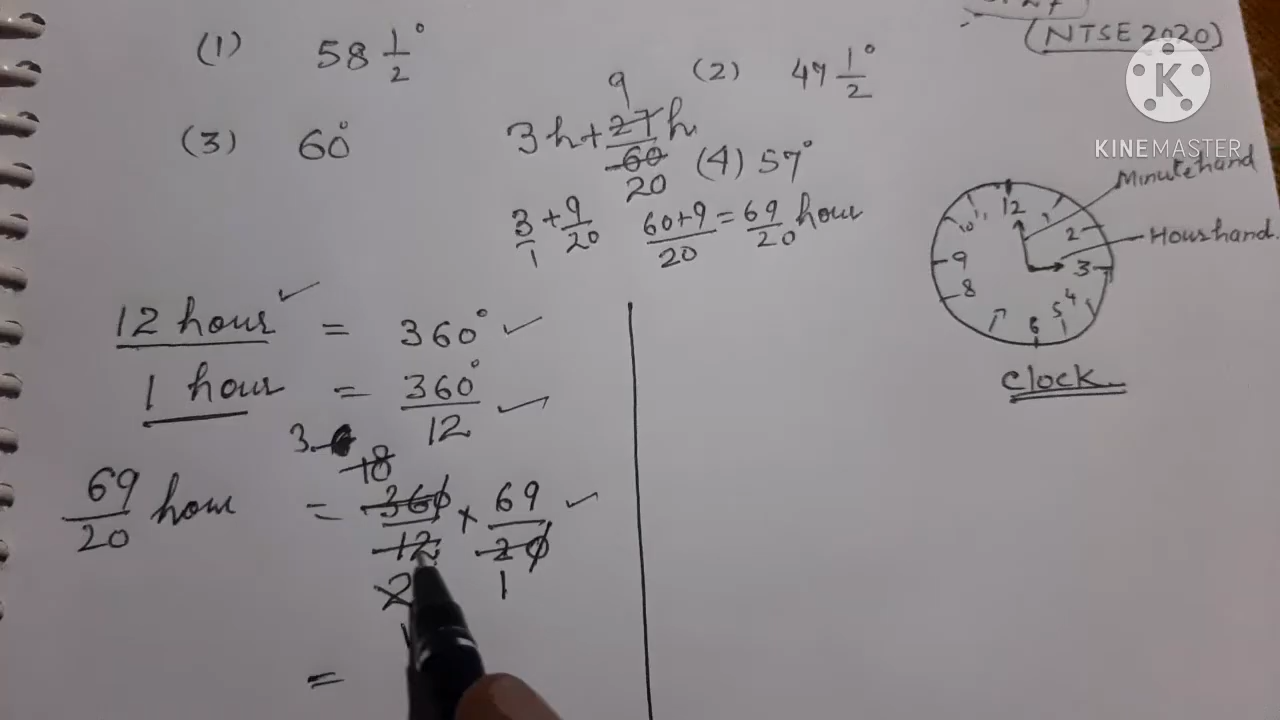 (NTSE 2020)
K
KINEMASTER
(1) 58 1/2°
(2) 47 1/2°
(3) 60°
3h + 27/60 h
9
20
(4) 57°
3/1 + 9/20
60+9/20 = 69/20 hour
Minutehand
Hourhand.
12
1
2
3
4
5
6
8
9
10
11
Clock
12 hour = 360°
1 hour = 360°/12
3
18
69/20 hour = 360/12 × 69/20
2
1
1
=